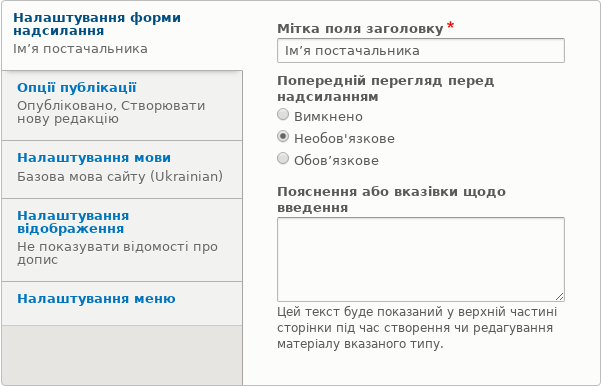 Налаштування форми
надсилання
Ім’я постачальника
Опції публікації
Опубліковано, Створювати
нову редакцію
Налаштування мови
Базова мова сайту (Ukrainian)
Налаштування
відображення
Не показувати відомості про
допис
Налаштування меню
Мітка поля заголовку *
Ім’я постачальника
Попередній перегляд перед
надсиланням
Вимкнено
Необов'язкове
Обов’язкове
Пояснення або вказівки щодо
введення
Цей текст буде показаний у верхній частині
сторінки під час створення чи редагування
матеріалу вказаного типу.